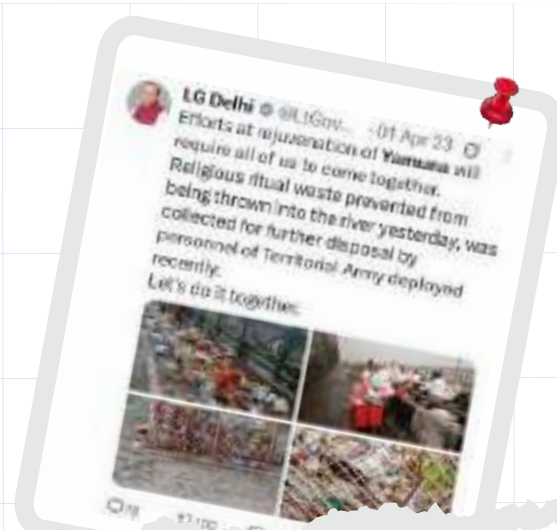 LG Delhi @LtGov... · 01 Apr 23
Efforts at rejuvenation of Yamuna will
require all of us to come together.
Religious ritual waste prevented from
being thrown into the river yesterday, was
collected for further disposal by
personnel of Territorial Army deployed
recently.
Let's do it together.